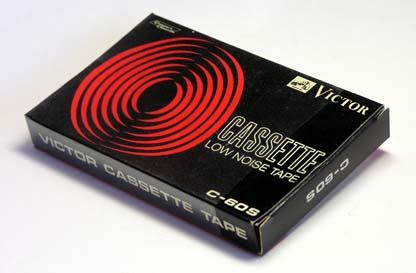 VICTOR
CASSETTE
LOW NOISE TAPE
C-60S
VICTOR CASSETTE TAPE
C-60S